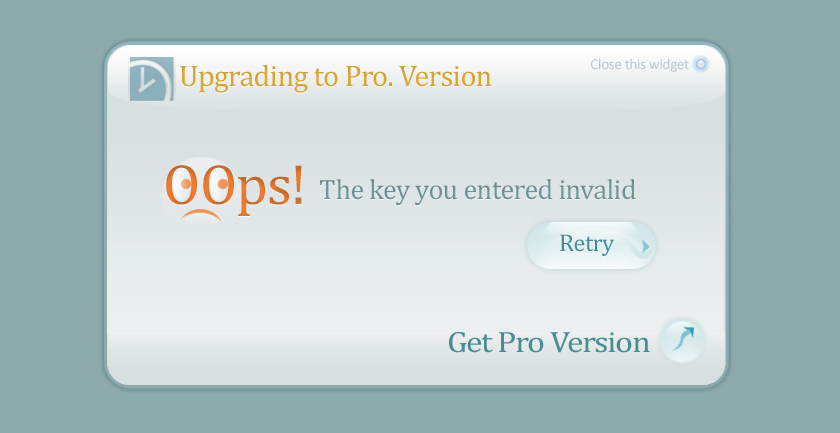 Upgrading to Pro. Version
Close this widget
OOps! The key you entered invalid
Retry
Get Pro Version